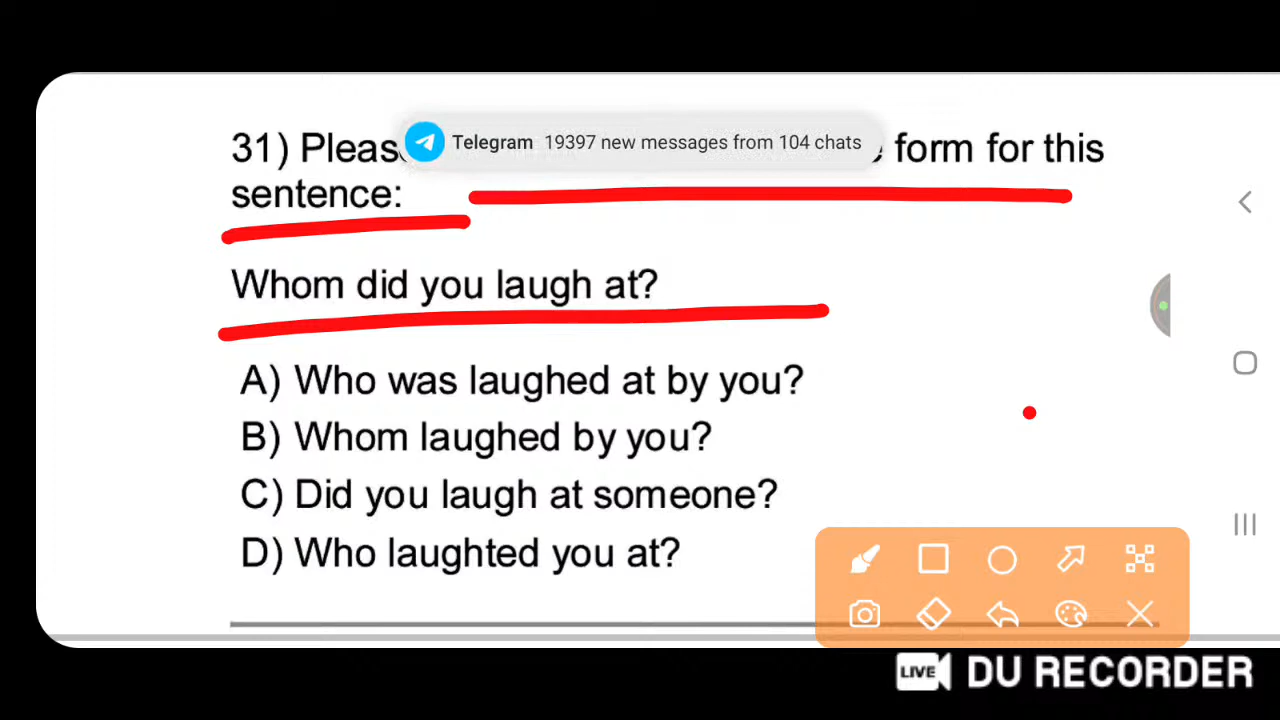 31) Pleas
Telegram 19397 new messages from 104 chats
form for this
sentence:
Whom did you laugh at?
A) Who was laughed at by you?
B) Whom laughed by you?
C) Did you laugh at someone?
D) Who laughted you at?
LIVE DU RECORDER